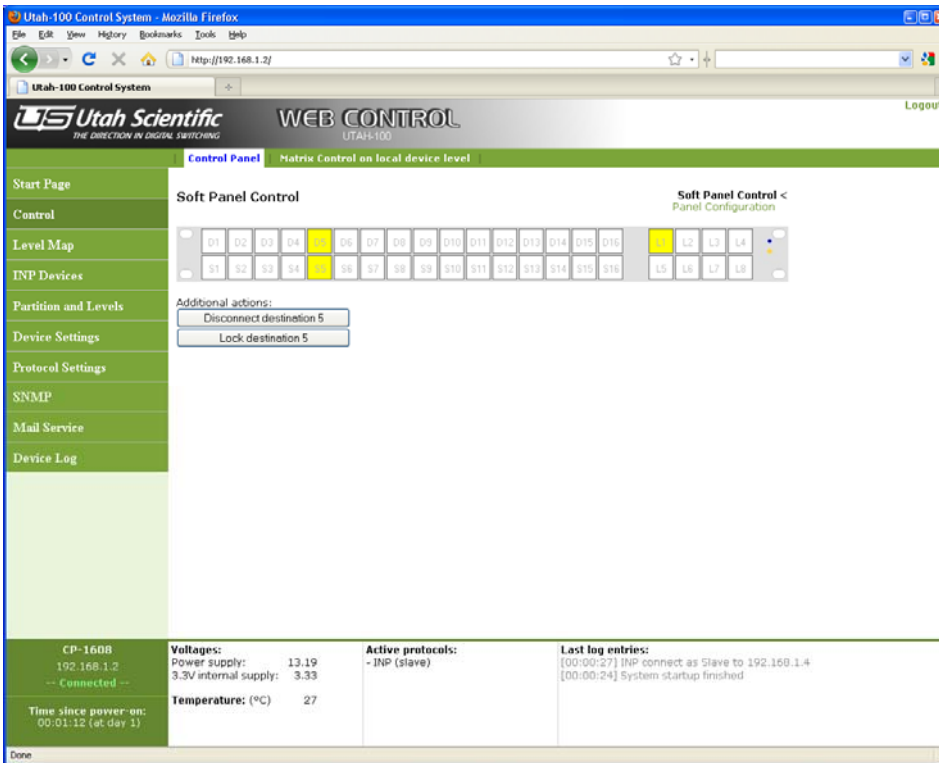 Utah-100 Control System - Mozilla Firefox
File Edit View History Bookmarks Tools Help
http://192.168.1.2/
Utah-100 Control System
Utah Scientific
THE DIRECTION IN DIGITAL SWITCHING
WEB CONTROL
UTAH-100
Logout
Control Panel | Matrix Control on local device level |
Start Page
Control
Level Map
INP Devices
Partition and Levels
Device Settings
Protocol Settings
SNMP
Mail Service
Device Log
Soft Panel Control
Soft Panel Control <
Panel Configuration
D1 D2 D3 D4 D5 D6 D7 D8 D9 D10 D11 D12 D13 D14 D15 D16 L1 L2 L3 L4
S1 S2 S3 S4 S5 S6 S7 S8 S9 S10 S11 S12 S13 S14 S15 S16 L5 L6 L7 L8
Additional actions:
Disconnect destination 5
Lock destination 5
CP-1608
192.168.1.2
-- Connected --
Time since power-on:
00:01:12 (at day 1)
Voltages:
Power supply: 13.19
3.3V internal supply: 3.33
Temperature: (ºC) 27
Active protocols:
- INP (slave)
Last log entries:
[00:00:27] INP connect as Slave to 192.168.1.4
[00:00:24] System startup finished
Done